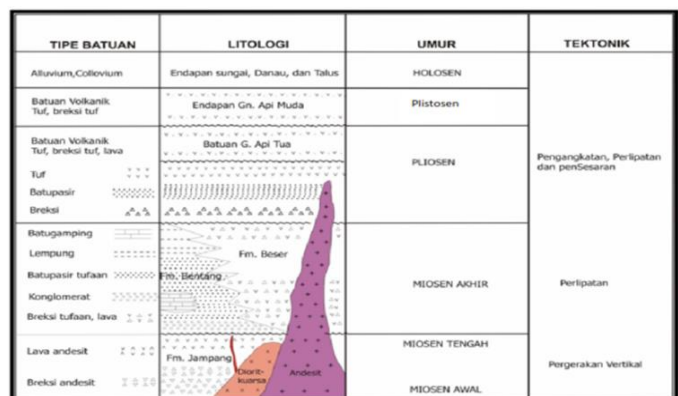 TIPE BATUAN
LITOLOGI
UMUR
TEKTONIK
Alluvium,Collovium
Endapan sungai, Danau, dan Talus
HOLOSEN
Batuan Volkanik
Tuf, breksi tuf
Endapan Gn. Api Muda
Plistosen
Batuan Volkanik
Tuf, breksi tuf, lava
Batuan G. Api Tua
PLIOSEN
Pengangkatan, Perlipatan
dan penSesaran
Tuf
Batupasir
Breksi
Batugamping
Lempung
Batupasir tufaan
Konglomerat
Breksi tufaan, lava
Fm. Beser
Fm. Bentang
MIOSEN AKHIR
Perlipatan
Lava andesit
Breksi andesit
Fm. Jampang
Diorit-
kuarsa
Andesit
MIOSEN TENGAH
MIOSEN AWAL
Pergerakan Vertikal